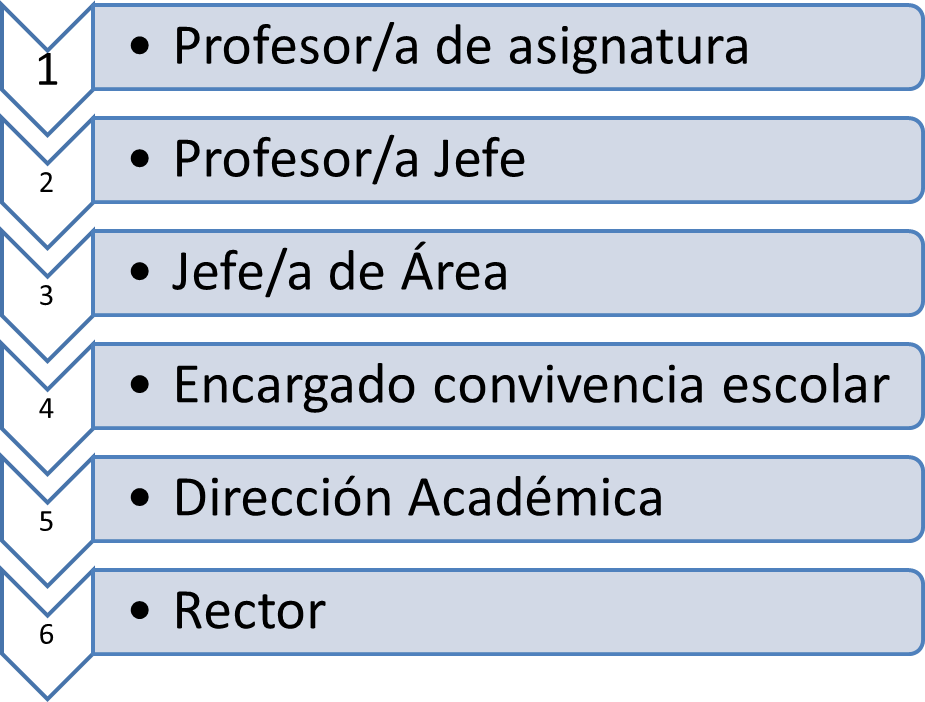 1
• Profesor/a de asignatura
2
• Profesor/a Jefe
3
• Jefe/a de Área
4
• Encargado convivencia escolar
5
• Dirección Académica
6
• Rector